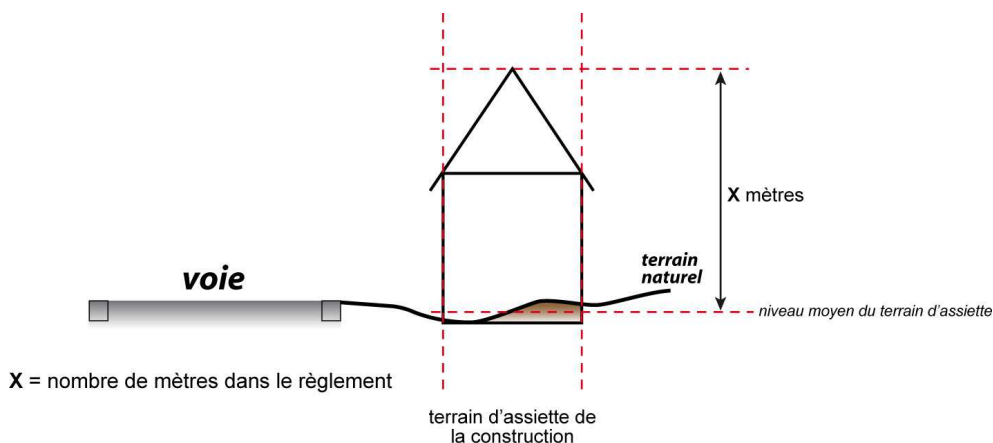 X mètres
voie
terrain
naturel
niveau moyen du terrain d'assiette
X = nombre de mètres dans le règlement
terrain d'assiette de
la construction